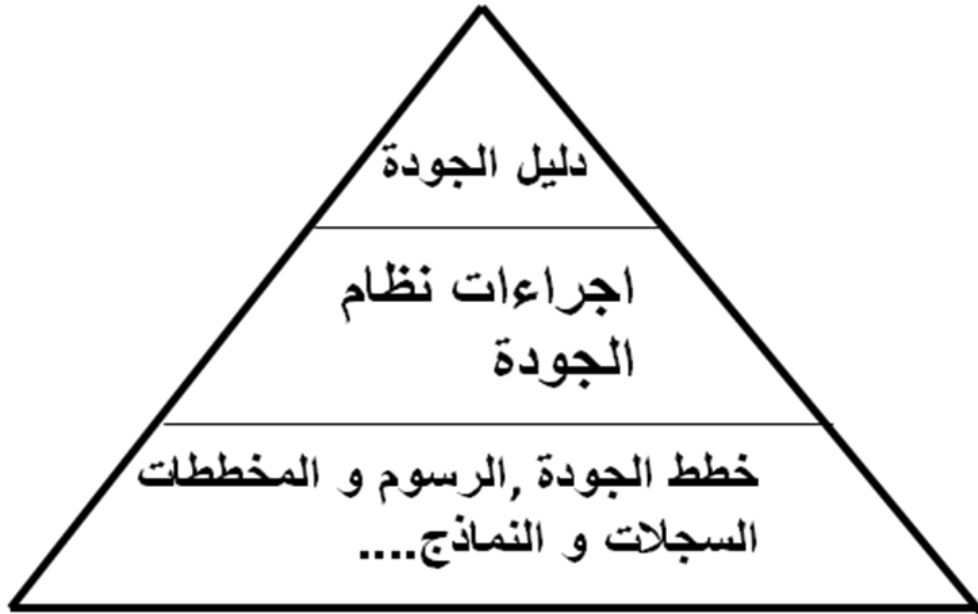 دليل الجودة
اجراءات نظام
الجودة
خطط الجودة ,الرسوم و المخططات
السجلات و النماذج....